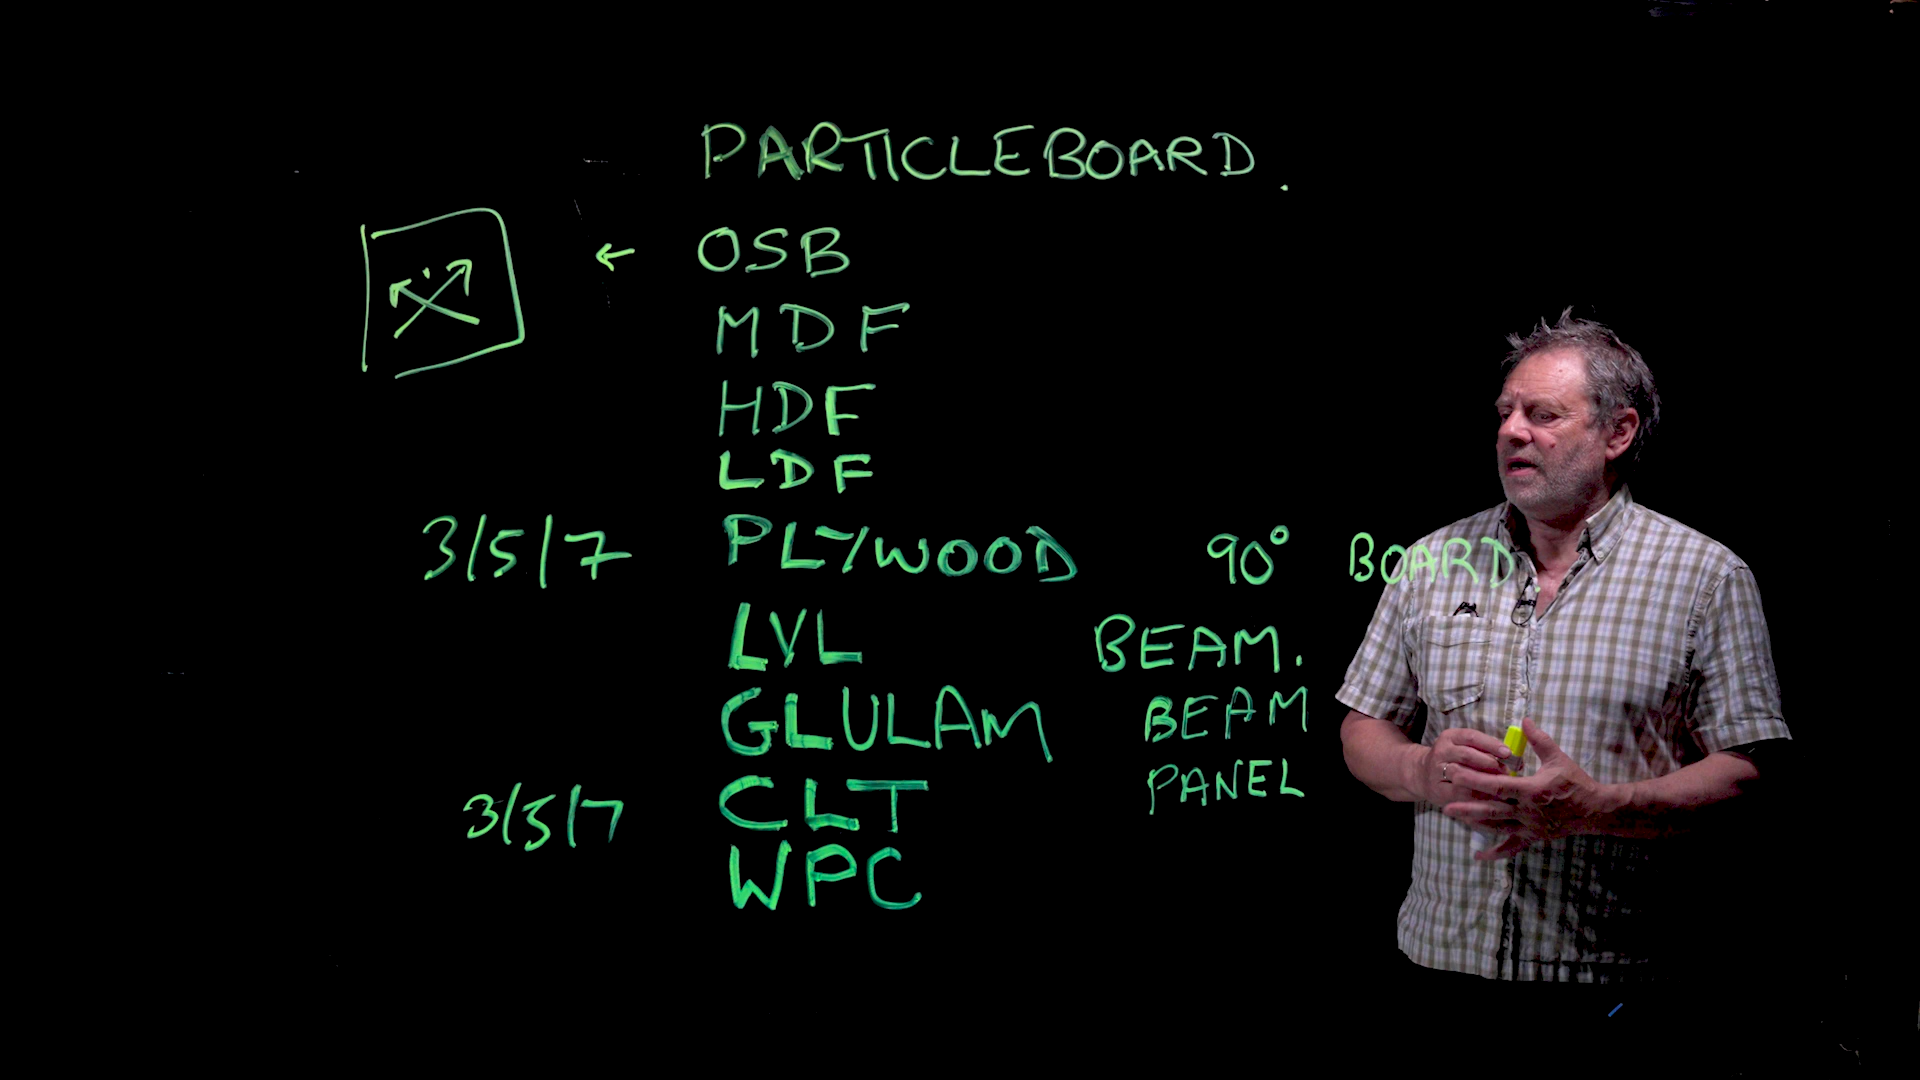 PARTICLEBOARD.
← OSB
MDF
HDF
LDF
3/5/7 PLYWOOD 90° BOARD.
LVL BEAM.
GLULAM BEAM
3/5/7 CLT PANEL
WPC